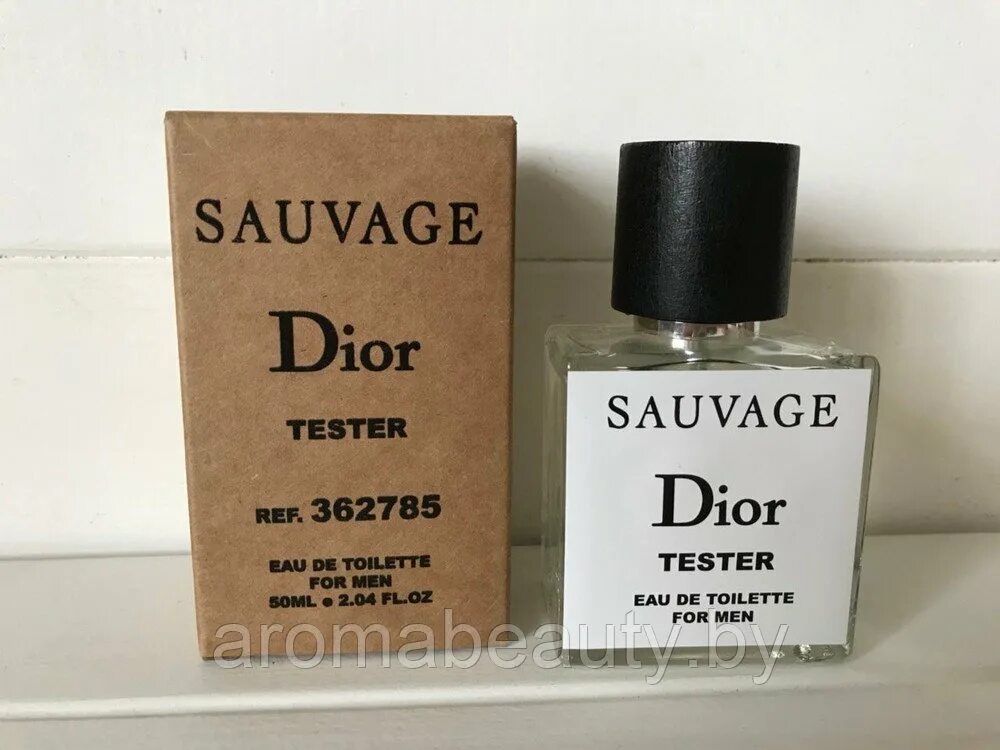 SAUVAGE
Dior
TESTER
REF. 362785
EAU DE TOILETTE
FOR MEN
50ML ● 2.04 FL.OZ
SAUVAGE
Dior
TESTER
EAU DE TOILETTE
FOR MEN
aromabeauty.by